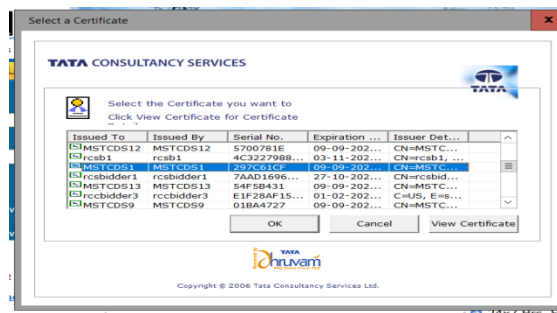 Select a Certificate
x
TATA CONSULTANCY SERVICES
TATA
Select the Certificate you want to
Click View Certificate for Certificate
Issued To Issued By Serial No. Expiration ... Issuer Det...
MSTCDS12 MSTCDS12 5700781E 09-09-202... CN=MSTC...
rcsb1 rcsb1 4C3227988... 03-11-202... CN=rcsb1, ...
MSTCDS1 MSTCDS1 297C61CF 09-09-202... CN=MSTC...
rcsbidder1 rcsbidder1 7AAD1696... 27-10-202... CN=rcsbid...
MSTCDS13 MSTCDS13 54F5B431 09-09-202... CN=MSTC...
rccbidder3 rccbidder3 E1F28AF15... 01-02-202... C=US, E=s...
MSTCDS9 MSTCDS9 01BA4727 09-09-202... CN=MSTC...
OK Cancel View Certificate
TATA
Dhruvam
Copyright © 2006 Tata Consultancy Services Ltd.